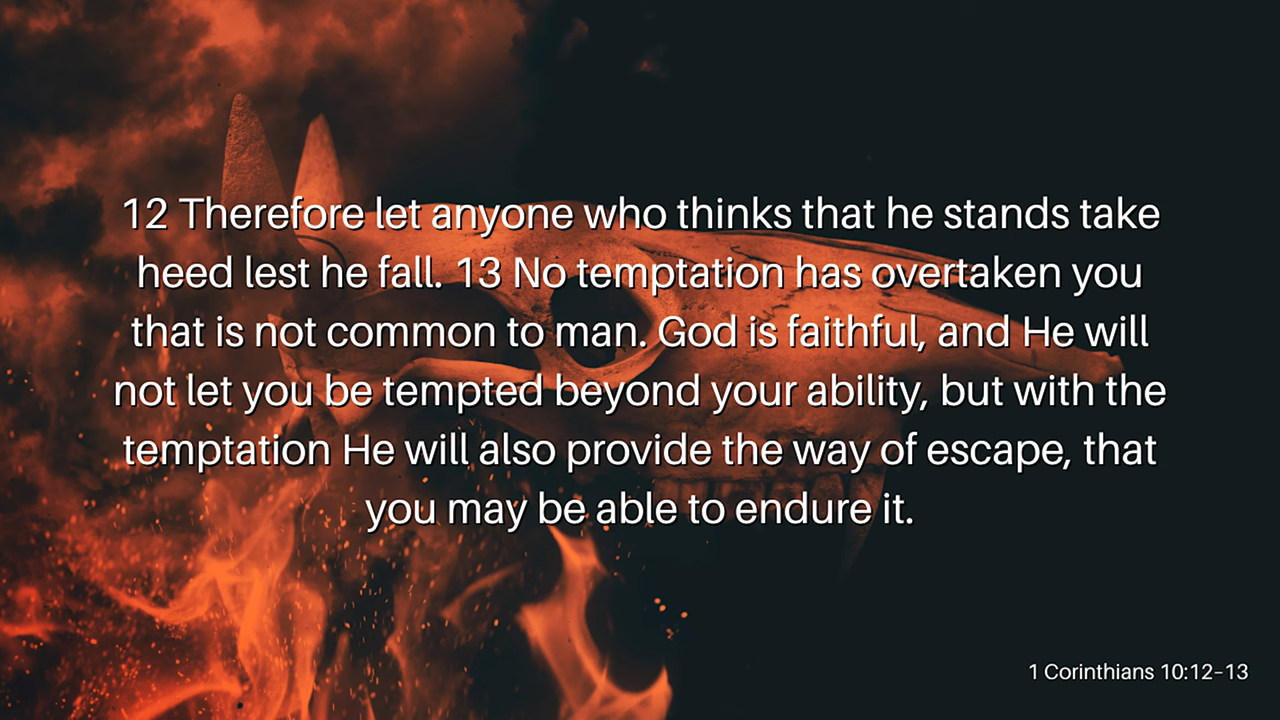 12 Therefore let anyone who thinks that he stands take
heed lest he fall. 13 No temptation has overtaken you
that is not common to man. God is faithful, and He will
not let you be tempted beyond your ability, but with the
temptation He will also provide the way of escape, that
you may be able to endure it.
1 Corinthians 10:12–13